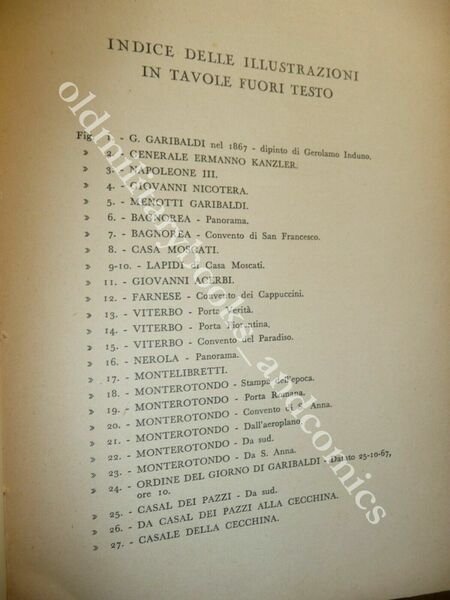 INDICE DELLE ILLUSTRAZIONI
IN TAVOLE FUORI TESTO
Fig. 1. - G. GARIBALDI nel 1867 - dipinto di Gerolamo Induno.
» 2. - GENERALE ERMANNO KANZLER.
» 3. - NAPOLEONE III.
» 4. - GIOVANNI NICOTERA.
» 5. - MENOTTI GARIBALDI.
» 6. - BAGNOREA - Panorama.
» 7. - BAGNOREA - Convento di San Francesco.
» 8. - CASA MOSCATI.
» 9-10. - LAPIDI di Casa Moscati.
» 11. - GIOVANNI ACERBI.
» 12. - FARNESE - Convento dei Cappuccini.
» 13. - VITERBO - Porta Verità.
» 14. - VITERBO - Porta Fiorentina.
» 15. - VITERBO - Convento del Paradiso.
» 16. - NEROLA - Panorama.
» 17. - MONTELIBRETTI.
» 18. - MONTEROTONDO - Stampa dell'epoca.
» 19. - MONTEROTONDO - Porta Romana.
» 20. - MONTEROTONDO - Convento di S. Anna.
» 21. - MONTEROTONDO - Dall'aeroplano.
» 22. - MONTEROTONDO - Da sud.
» 23. - MONTEROTONDO - Da S. Anna.
» 24. - ORDINE DEL GIORNO DI GARIBALDI - Datato 25-10-67,
ore 10.
» 25. - CASAL DEI PAZZI - Da sud.
» 26. - DA CASAL DEI PAZZI ALLA CECCHINA.
» 27. - CASALE DELLA CECCHINA.
oldmilitarybooks_andcomics